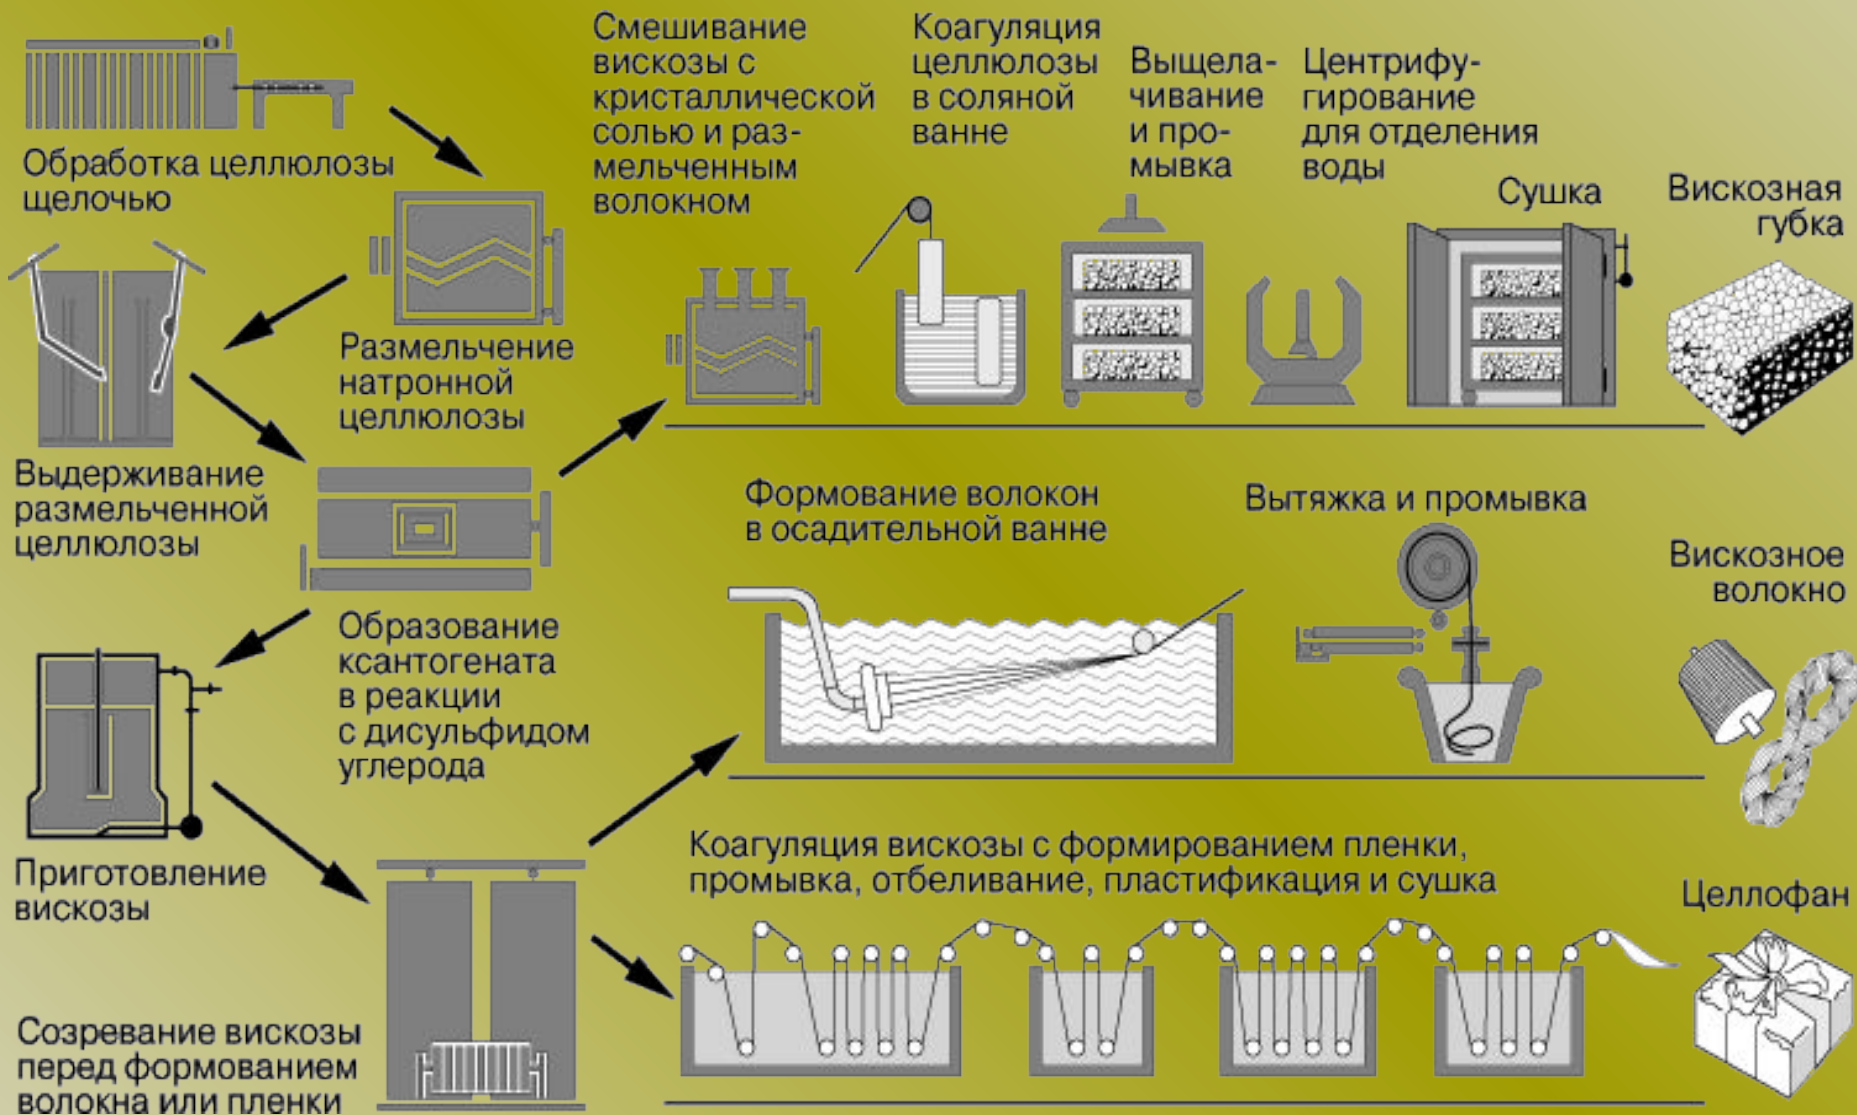 Обработка целлюлозы
щелочью
Размельчение
натронной
целлюлозы
Выдерживание
размельченной
целлюлозы
Образование
ксантогената
в реакции
с дисульфидом
углерода
Приготовление
вискозы
Созревание вискозы
перед формованием
волокна или пленки
Смешивание
вискозы с
кристаллической
солью и раз-
мельченным
волокном
Коагуляция
целлюлозы
в соляной
ванне
Выщела-
чивание
и про-
мывка
Центрифу-
гирование
для отделения
воды
Сушка
Вискозная
губка
Формование волокон
в осадительной ванне
Вытяжка и промывка
Вискозное
волокно
Коагуляция вискозы с формированием пленки,
промывка, отбеливание, пластификация и сушка
Целлофан